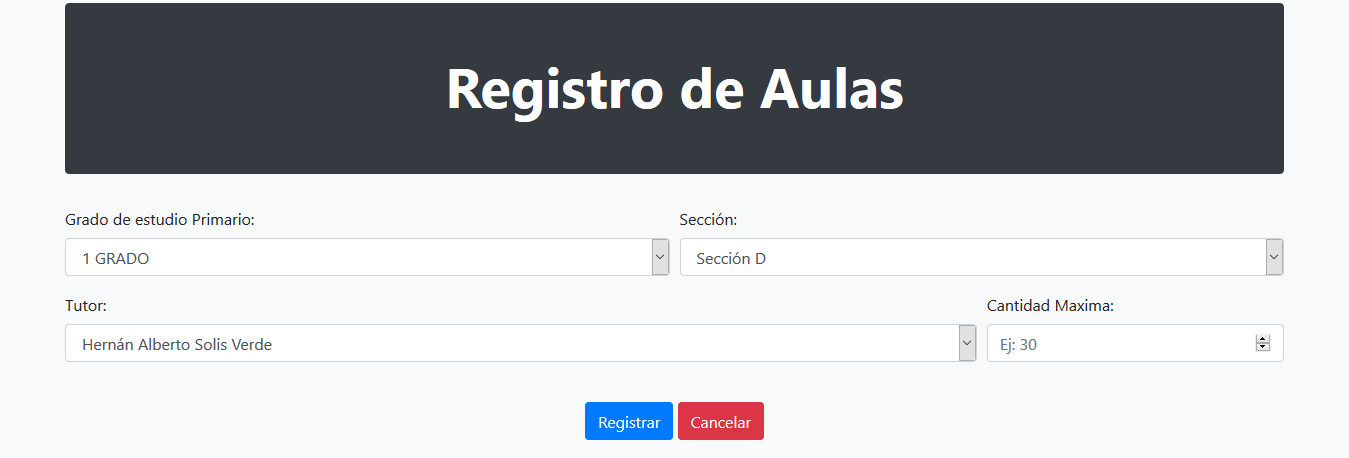 Registro de Aulas
Grado de estudio Primario:
Sección:
1 GRADO
Sección D
Tutor:
Cantidad Maxima:
Hernán Alberto Solis Verde
Ej: 30
Registrar
Cancelar